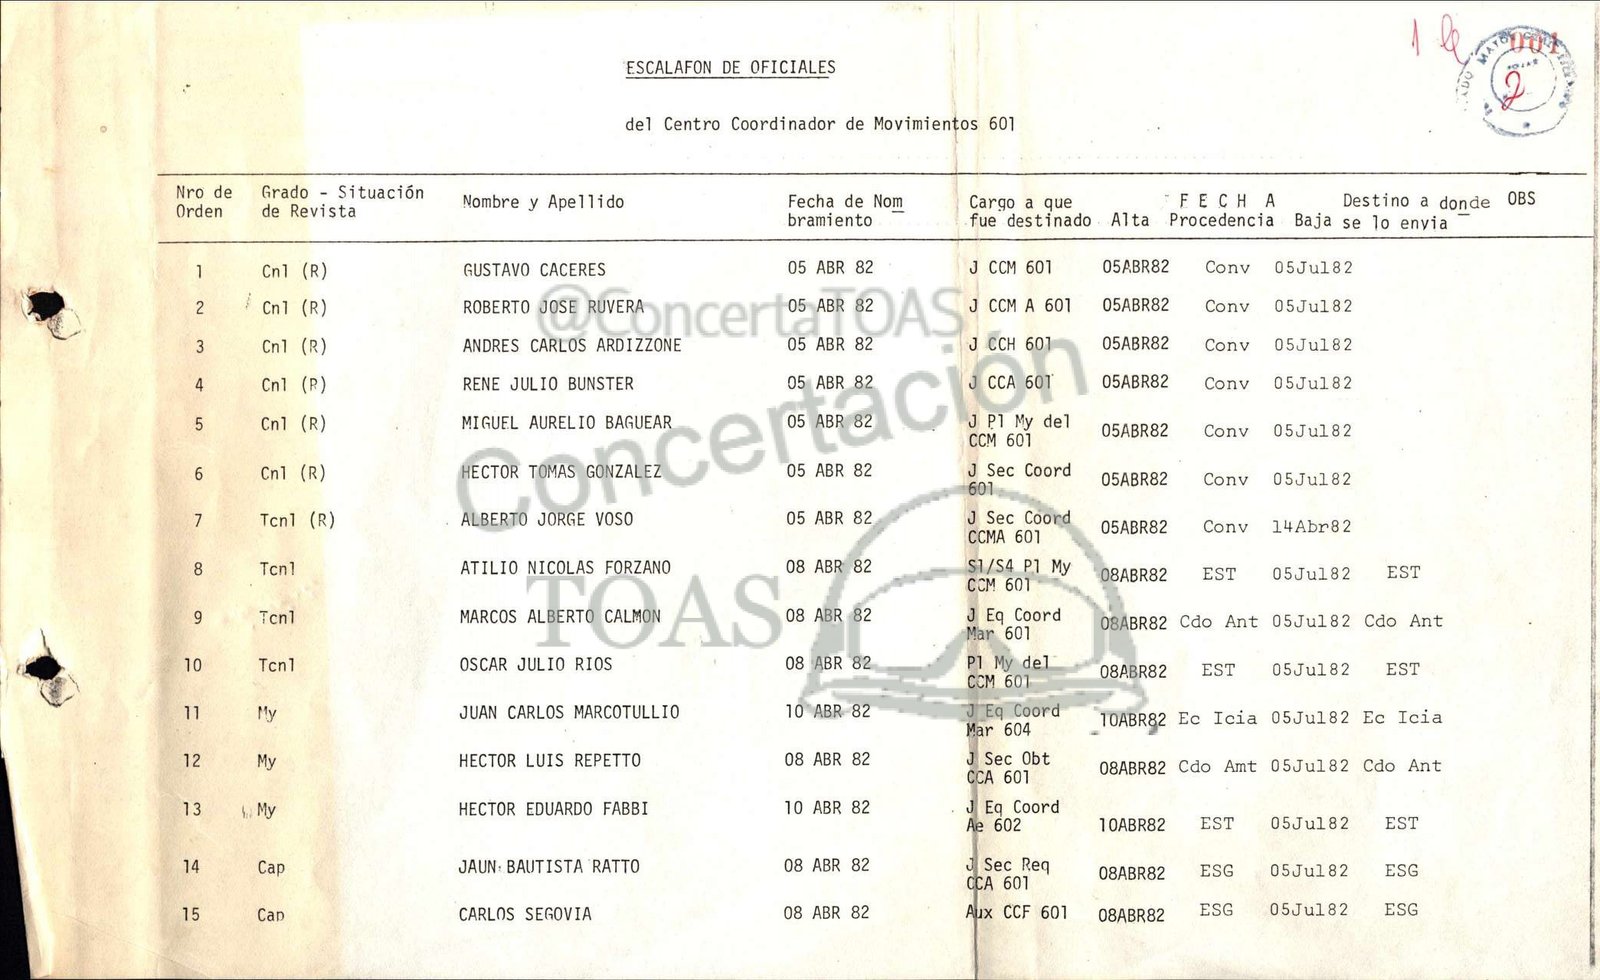 1
001
2
ESCALAFON DE OFICIALES
del Centro Coordinador de Movimientos 601
Nro de Orden Grado - Situación de Revista Nombre y Apellido Fecha de Nom bramiento Cargo a que fue destinado Alta F E C H A Procedencia Baja Destino a donde se lo envia OBS
1 Cnl (R) GUSTAVO CACERES 05 ABR 82 J CCM 601 05ABR82 Conv 05Jul82
2 Cnl (R) ROBERTO JOSE RUVERA 05 ABR 82 J CCM A 601 05ABR82 Conv 05Jul82
3 Cnl (R) ANDRES CARLOS ARDIZZONE 05 ABR 82 J CCH 601 05ABR82 Conv 05Jul82
4 Cnl (R) RENE JULIO BUNSTER 05 ABR 82 J CCA 601 05ABR82 Conv 05Jul82
5 Cnl (R) MIGUEL AURELIO BAGUEAR 05 ABR 82 J Pl My del CCM 601 05ABR82 Conv 05Jul82
6 Cnl (R) HECTOR TOMAS GONZALEZ 05 ABR 82 J Sec Coord 601 05ABR82 Conv 05Jul82
7 Tcnl (R) ALBERTO JORGE VOSO 05 ABR 82 J Sec Coord CCMA 601 05ABR82 Conv 14Abr82
8 Tcnl ATILIO NICOLAS FORZANO 08 ABR 82 S1/S4 Pl My CCM 601 08ABR82 EST 05Jul82 EST
9 Tcnl MARCOS ALBERTO CALMON 08 ABR 82 J Eq Coord Mar 601 08ABR82 Cdo Ant 05Jul82 Cdo Ant
10 Tcnl OSCAR JULIO RIOS 08 ABR 82 Pl My del CCM 601 08ABR82 EST 05Jul82 EST
11 My JUAN CARLOS MARCOTULLIO 10 ABR 82 J Eq Coord Mar 604 10ABR82 Ec Icia 05Jul82 Ec Icia
12 My HECTOR LUIS REPETTO 08 ABR 82 J Sec Obt CCA 601 08ABR82 Cdo Amt 05Jul82 Cdo Ant
13 My HECTOR EDUARDO FABBI 10 ABR 82 J Eq Coord Ae 602 10ABR82 EST 05Jul82 EST
14 Cap JAUN BAUTISTA RATTO 08 ABR 82 J Sec Req CCA 601 08ABR82 ESG 05Jul82 ESG
15 Cap CARLOS SEGOVIA 08 ABR 82 Aux CCF 601 08ABR82 ESG 05Jul82 ESG
@ConcertaTOAS
Concertación
TOAS